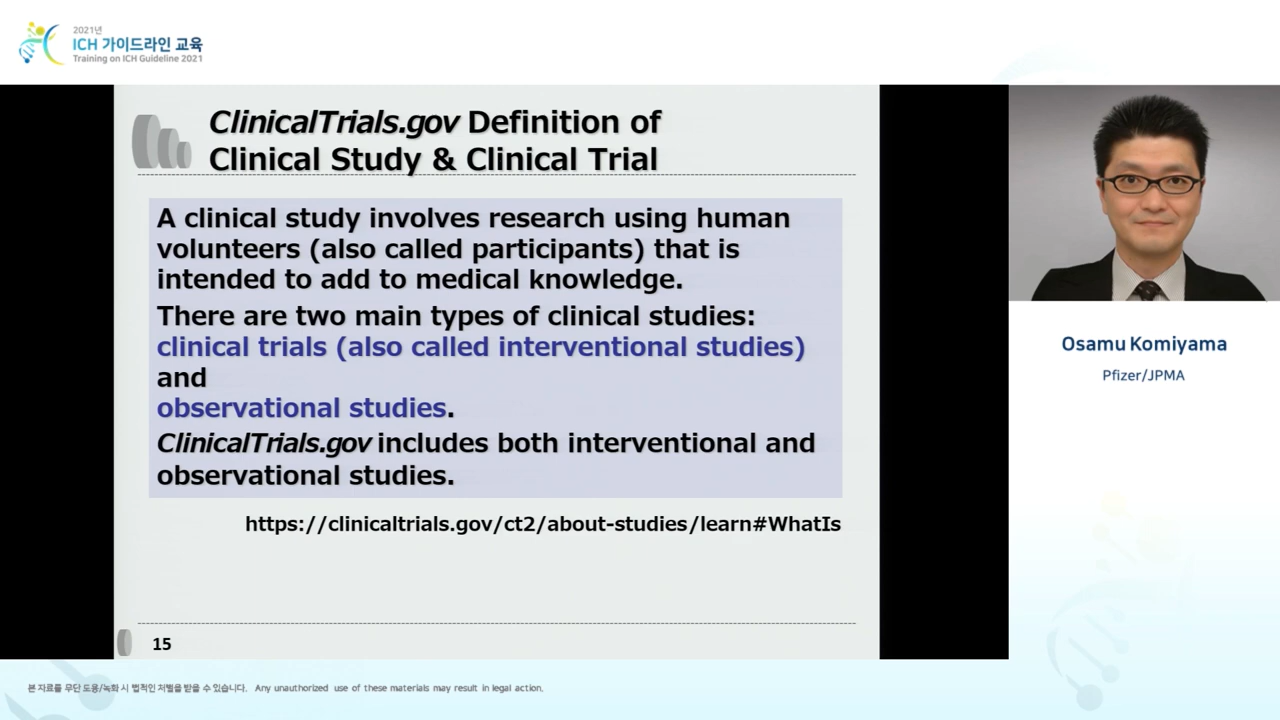 2021년
ICH 가이드라인 교육
Training on ICH Guideline 2021
ClinicalTrials.gov Definition of
Clinical Study & Clinical Trial
A clinical study involves research using human
volunteers (also called participants) that is
intended to add to medical knowledge.
There are two main types of clinical studies:
clinical trials (also called interventional studies)
and
observational studies.
ClinicalTrials.gov includes both interventional and
observational studies.
https://clinicaltrials.gov/ct2/about-studies/learn#WhatIs
15
Osamu Komiyama
Pfizer/JPMA
본 자료를 무단 도용/녹화 시 법적인 처벌을 받을 수 있습니다. Any unauthorized use of these materials may result in legal action.